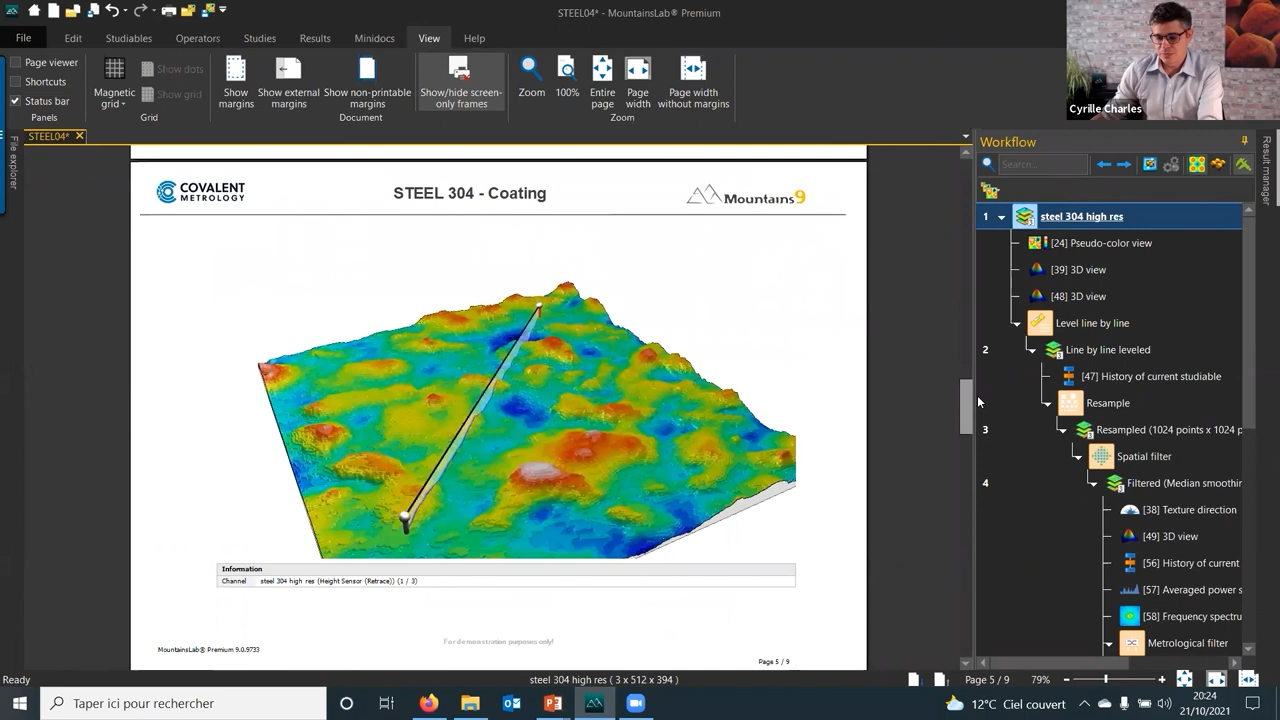 STEEL04* - MountainsLab® Premium
File Edit Studiables Operators Studies Results Minidocs View Help
Page viewer
Shortcuts
Status bar
Panels
Magnetic grid
Show dots
Show grid
Grid
Show margins
Show external margins
Show non-printable margins
Document
Show/hide screen-only frames
Zoom
100%
Entire page
Page width
Page width without margins
Zoom
Cyrille Charles
STEEL04*
File explorer
COVALENT METROLOGY
STEEL 304 - Coating
Mountains9
Information
Channel steel 304 high res (Height Sensor (Retrace)) (1 / 3)
For demonstration purposes only!
MountainsLab® Premium 9.0.9733
Page 5 / 9
Workflow
Search...
Result manager
1 steel 304 high res
[24] Pseudo-color view
[39] 3D view
[48] 3D view
Level line by line
2 Line by line leveled
[47] History of current studiable
Resample
3 Resampled (1024 points x 1024 p
Spatial filter
4 Filtered (Median smoothin
[38] Texture direction
[49] 3D view
[56] History of current
[57] Averaged power s
[58] Frequency spectru
Metrological filter
Ready
steel 304 high res ( 3 x 512 x 394 )
Page 5 / 9 79%
Taper ici pour rechercher
12°C Ciel couvert
20:24
21/10/2021